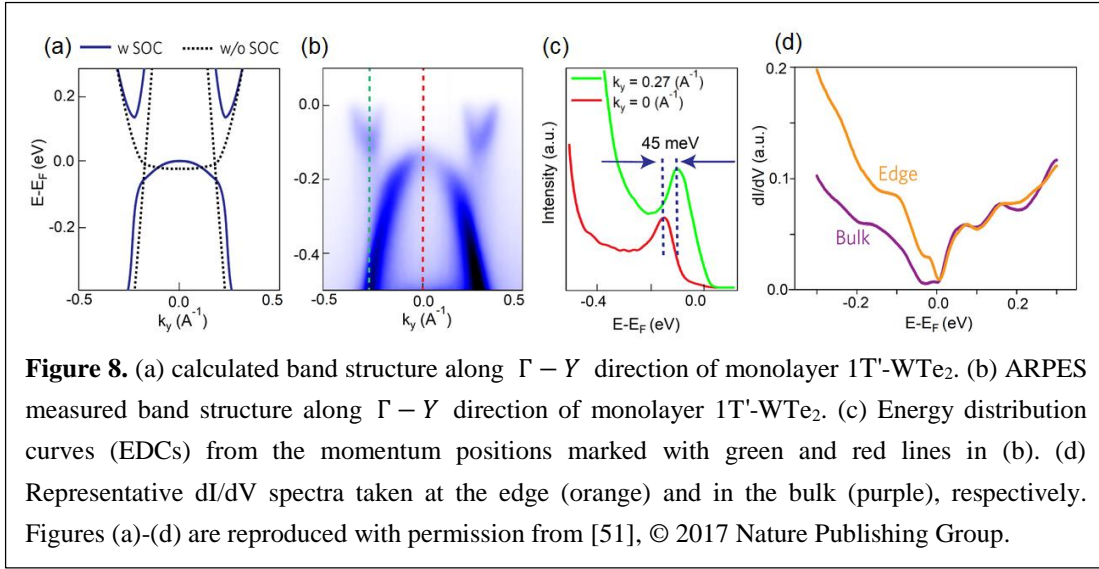 (a) w SOC w/o SOC
0.2
0.0
-0.2
E-E_F (eV)
-0.5 0.0 0.5
k_y (A⁻¹)
(b)
0.0
-0.2
-0.4
-0.5 0.0 0.5
k_y (A⁻¹)
(c)
k_y = 0.27 (A⁻¹)
k_y = 0 (A⁻¹)
45 meV
Intensity (a.u.)
-0.4 0.0
E-E_F (eV)
(d)
0.2
0.1
0.0
dI/dV (a.u.)
Edge
Bulk
-0.2 0.0 0.2
E-E_F (eV)
Figure 8. (a) calculated band structure along Γ − Y direction of monolayer 1T'-WTe₂. (b) ARPES
measured band structure along Γ − Y direction of monolayer 1T'-WTe₂. (c) Energy distribution
curves (EDCs) from the momentum positions marked with green and red lines in (b). (d)
Representative dI/dV spectra taken at the edge (orange) and in the bulk (purple), respectively.
Figures (a)-(d) are reproduced with permission from [51], © 2017 Nature Publishing Group.